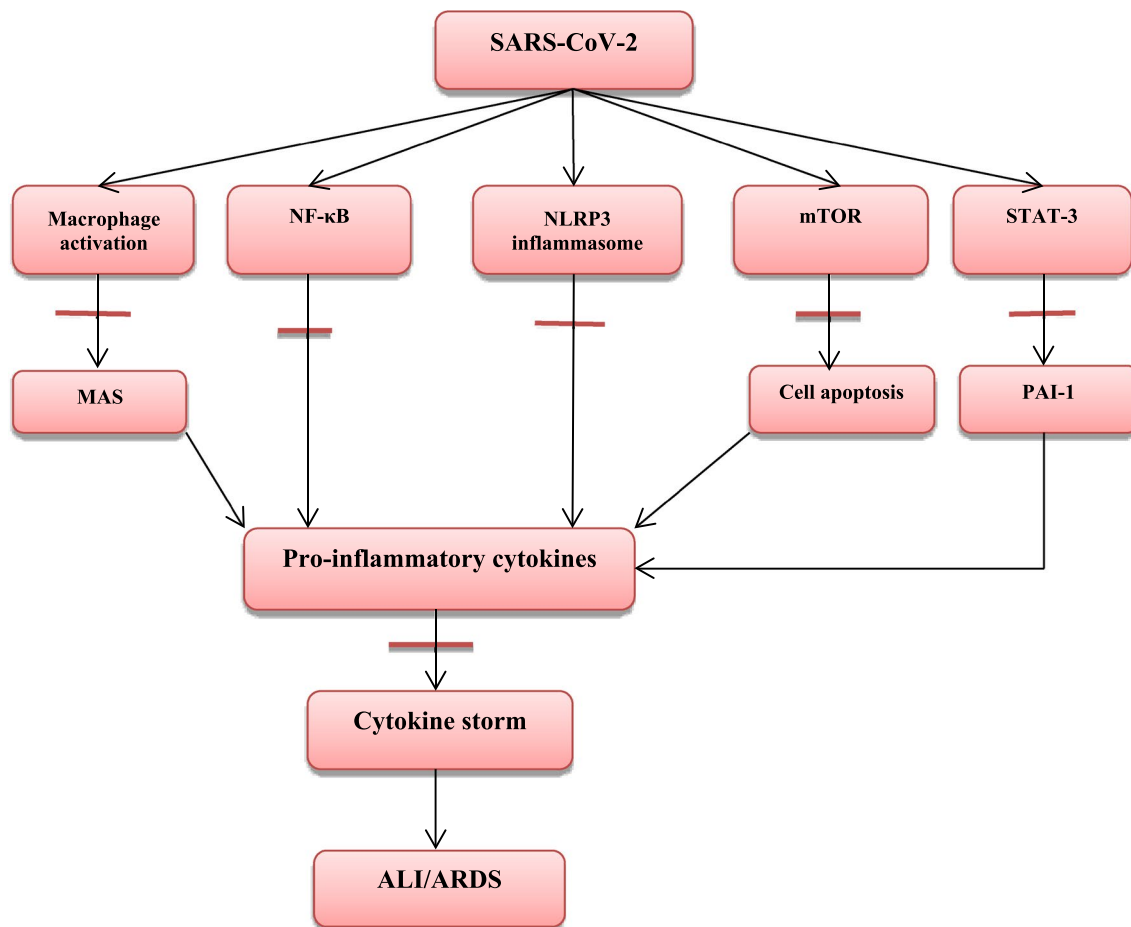 SARS-CoV-2
Macrophage
activation
NF-κB
NLRP3
inflammasome
mTOR
STAT-3
MAS
Cell apoptosis
PAI-1
Pro-inflammatory cytokines
Cytokine storm
ALI/ARDS